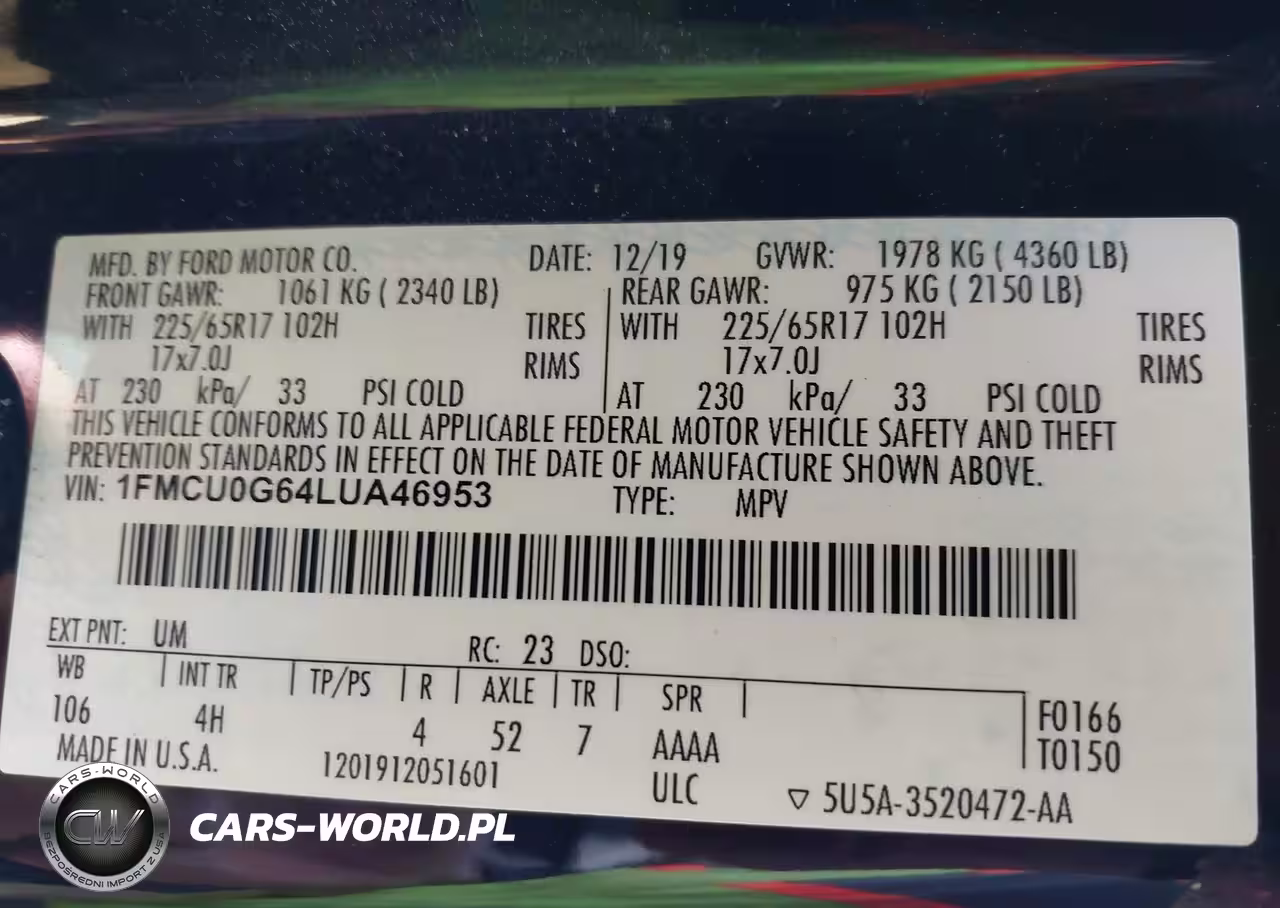 MFD. BY FORD MOTOR CO. DATE: 12/19 GVWR: 1978 KG ( 4360 LB)
FRONT GAWR: 1061 KG ( 2340 LB) REAR GAWR: 975 KG ( 2150 LB)
WITH 225/65R17 102H TIRES WITH 225/65R17 102H TIRES
17x7.0J RIMS 17x7.0J RIMS
AT 230 kPa/ 33 PSI COLD AT 230 kPa/ 33 PSI COLD
THIS VEHICLE CONFORMS TO ALL APPLICABLE FEDERAL MOTOR VEHICLE SAFETY AND THEFT
PREVENTION STANDARDS IN EFFECT ON THE DATE OF MANUFACTURE SHOWN ABOVE.
VIN: 1FMCU0G64LUA46953 TYPE: MPV
EXT PNT: UM RC: 23 DSO:
WB INT TR TP/PS R AXLE TR SPR
106 4H 4 52 7 AAAA F0166
T0150
MADE IN U.S.A. 1201912051601 ULC ▽ 5U5A-3520472-AA
CARS-WORLD
CW
BEZPOŚREDNI IMPORT Z USA
CARS-WORLD.PL